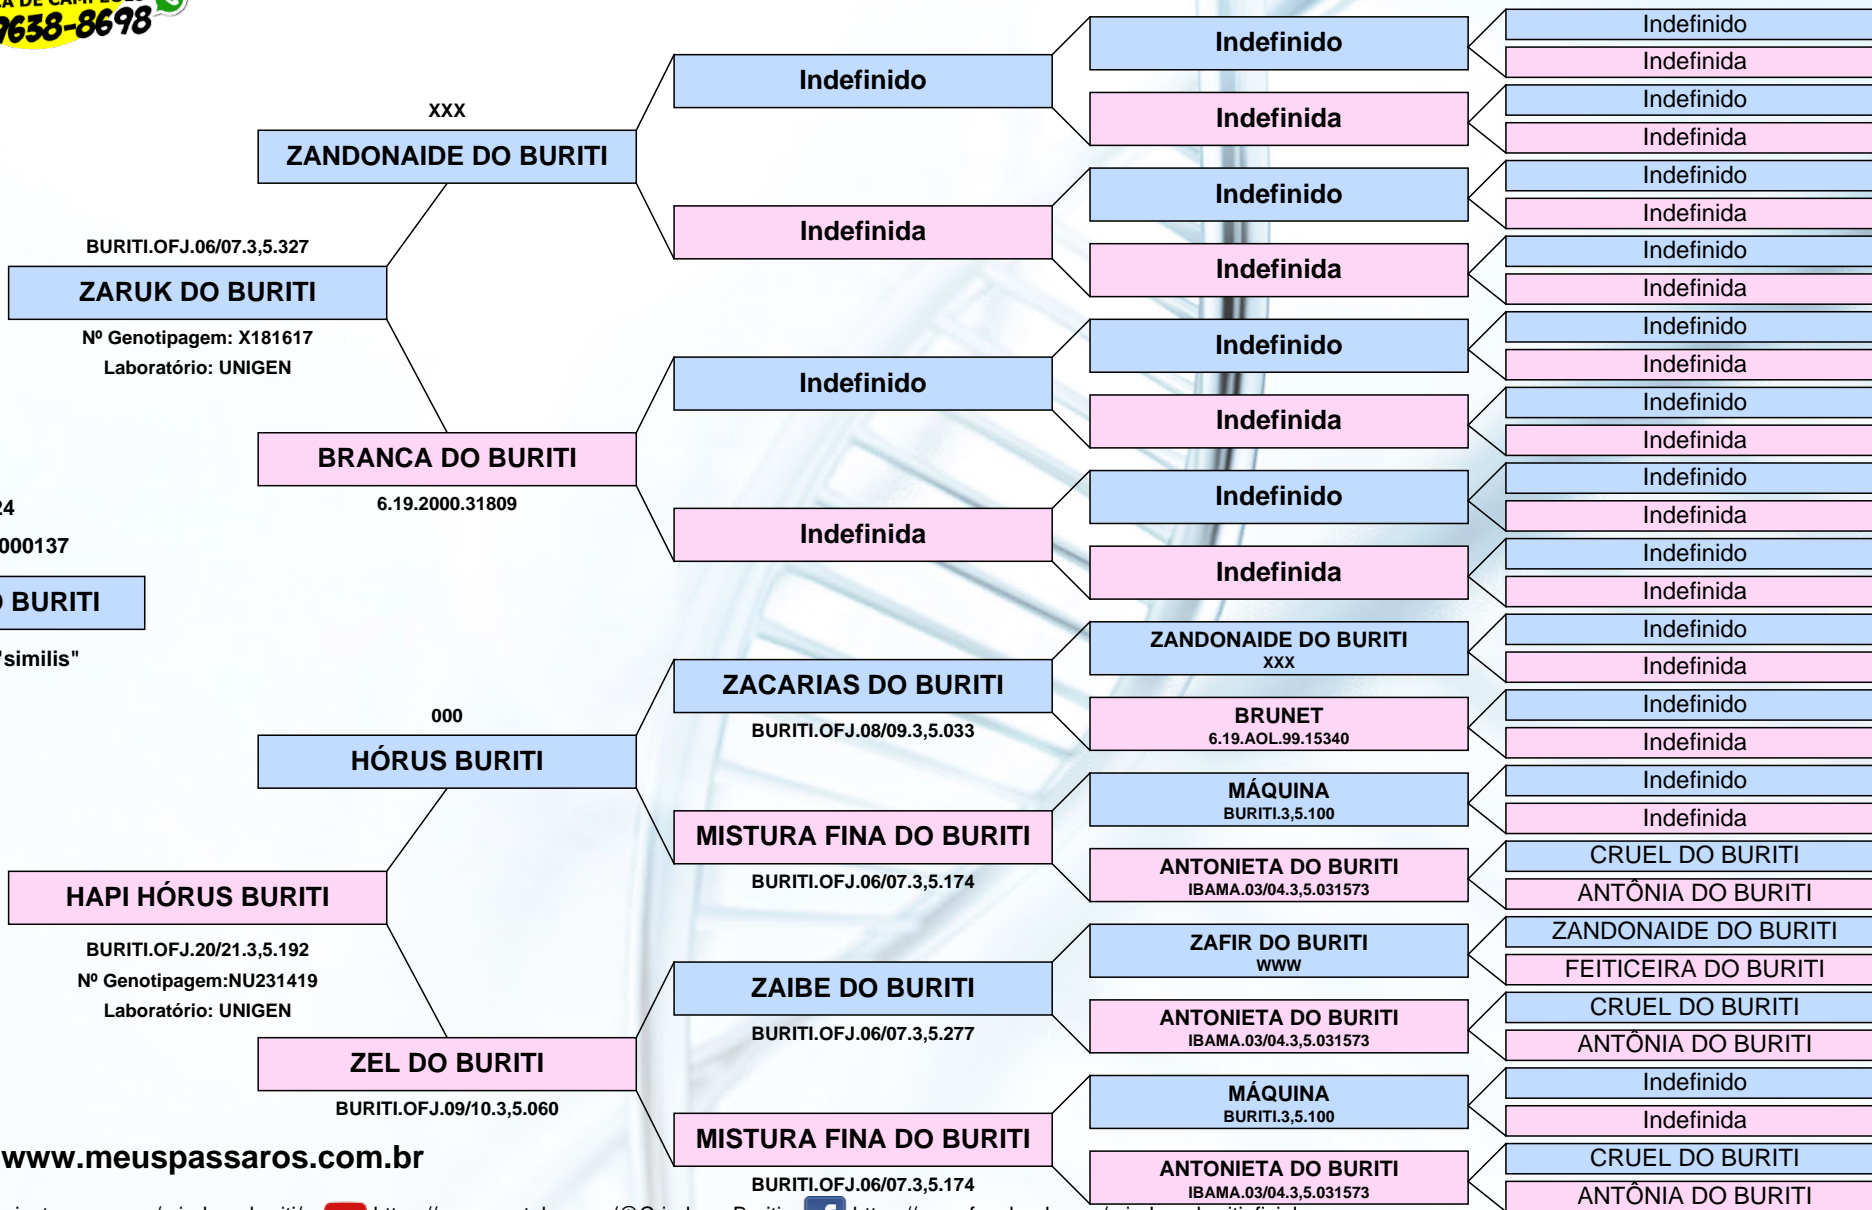 9638-8698
XXX
ZANDONAIDE DO BURITI
BURITI.OFJ.06/07.3,5.327
ZARUK DO BURITI
Nº Genotipagem: X181617
Laboratório: UNIGEN
BRANCA DO BURITI
6.19.2000.31809
24
000137
BURITI
"similis"
000
HÓRUS BURITI
HAPI HÓRUS BURITI
BURITI.OFJ.20/21.3,5.192
Nº Genotipagem:NU231419
Laboratório: UNIGEN
ZEL DO BURITI
BURITI.OFJ.09/10.3,5.060
www.meuspassaros.com.br
Indefinido
Indefinida
Indefinido
Indefinida
ZACARIAS DO BURITI
BURITI.OFJ.08/09.3,5.033
MISTURA FINA DO BURITI
BURITI.OFJ.06/07.3,5.174
ZAIBE DO BURITI
BURITI.OFJ.06/07.3,5.277
MISTURA FINA DO BURITI
BURITI.OFJ.06/07.3,5.174
Indefinido
Indefinida
Indefinido
Indefinida
Indefinido
Indefinida
Indefinido
Indefinida
ZANDONAIDE DO BURITI
XXX
BRUNET
6.19.AOL.99.15340
MÁQUINA
BURITI.3,5.100
ANTONIETA DO BURITI
IBAMA.03/04.3,5.031573
ZAFIR DO BURITI
WWW
ANTONIETA DO BURITI
IBAMA.03/04.3,5.031573
MÁQUINA
BURITI.3,5.100
ANTONIETA DO BURITI
IBAMA.03/04.3,5.031573
Indefinido
Indefinida
Indefinido
Indefinida
Indefinido
Indefinida
Indefinido
Indefinida
Indefinido
Indefinida
Indefinido
Indefinida
Indefinido
Indefinida
Indefinido
Indefinida
Indefinido
Indefinida
Indefinido
Indefinida
Indefinido
Indefinida
CRUEL DO BURITI
ANTÔNIA DO BURITI
ZANDONAIDE DO BURITI
FEITICEIRA DO BURITI
CRUEL DO BURITI
ANTÔNIA DO BURITI
Indefinido
Indefinida
CRUEL DO BURITI
ANTÔNIA DO BURITI